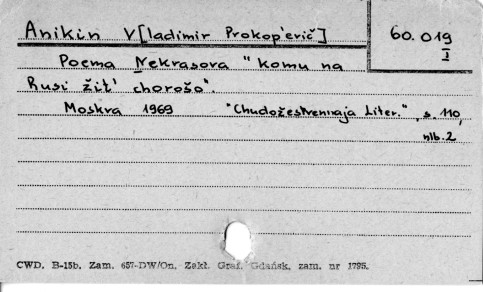 Anikin V[ladimir Prokop'evič] 60.019
I
Poema Nekrasova "Komu na
Rusi žit' chorošo".
Moskva 1969 "Chudožestvennaja Liter.", s. 110,
nlb. 2
CWD, B-15b, Zam. 657-DW/On. Zakł. Graf. Gdańsk, zam. nr 1795.